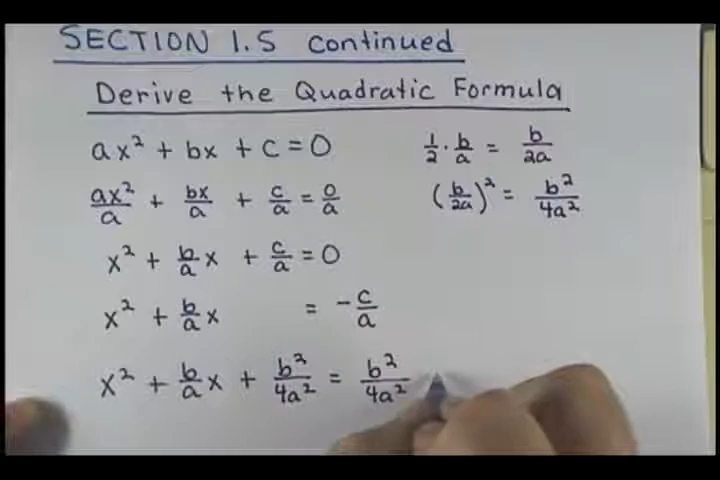 SECTION 1.5 continued
Derive the Quadratic Formula
ax² + bx + c = 0
ax²/a + bx/a + c/a = 0/a
x² + b/a x + c/a = 0
x² + b/a x = - c/a
x² + b/a x + b²/4a² = b²/4a²
1/2 · b/a = b/2a
(b/2a)² = b²/4a²